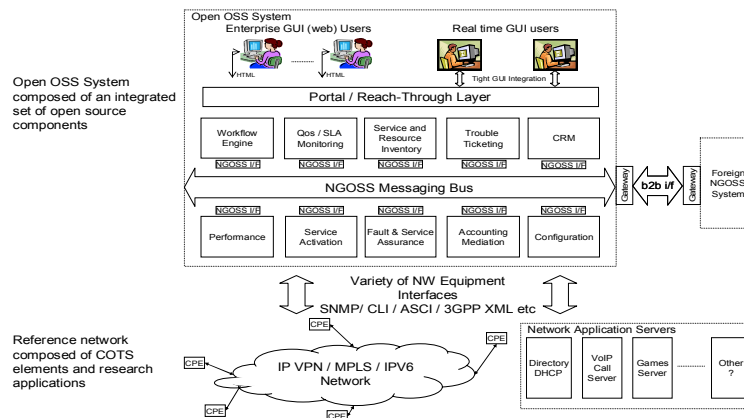 Open OSS System
Enterprise GUI (web) Users
Real time GUI users
HTML
HTML
Tight GUI Integration
Open OSS System
composed of an integrated
set of open source
components
Portal / Reach-Through Layer
Workflow
Engine
Qos / SLA
Monitoring
Service and
Resource
Inventory
Trouble
Ticketing
CRM
NGOSS I/F
NGOSS I/F
NGOSS I/F
NGOSS I/F
NGOSS I/F
NGOSS Messaging Bus
Gateway
b2b i/f
Gateway
Foreign
NGOSS
System
NGOSS I/F
NGOSS I/F
NGOSS I/F
NGOSS I/F
NGOSS I/F
Performance
Service
Activation
Fault & Service
Assurance
Accounting
Mediation
Configuration
Variety of NW Equipment
Interfaces
SNMP/ CLI / ASCI / 3GPP XML etc
Reference network
composed of COTS
elements and research
applications
CPE
CPE
CPE
CPE
CPE
CPE
IP VPN / MPLS / IPV6
Network
Network Application Servers
Directory
DHCP
VoIP
Call
Server
Games
Server
Other
?